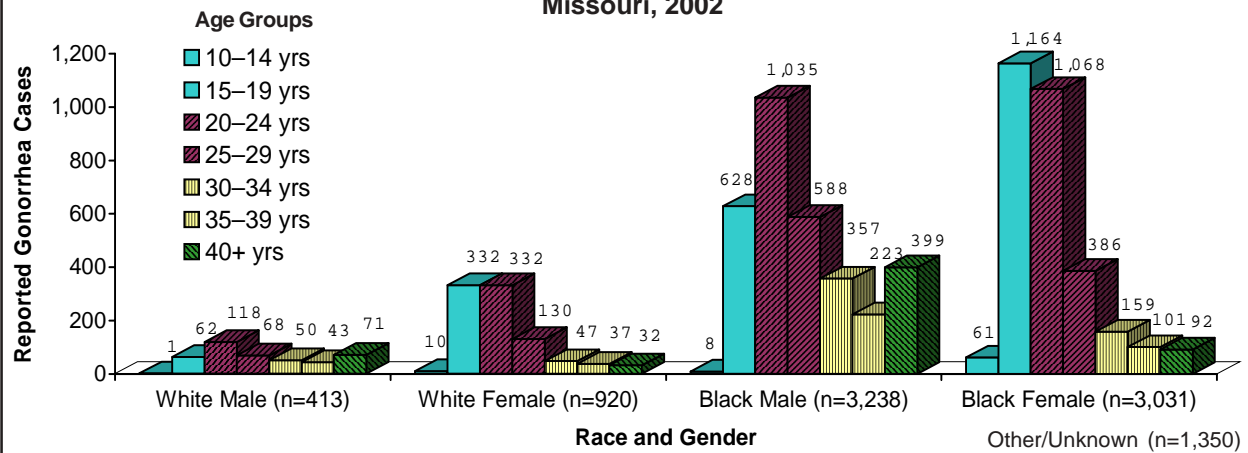 Missouri, 2002
Age Groups
10–14 yrs
15–19 yrs
20–24 yrs
25–29 yrs
30–34 yrs
35–39 yrs
40+ yrs
Reported Gonorrhea Cases
1,200
1,000
800
600
400
200
0
1 62 118 68 50 43 71
10 332 332 130 47 37 32
8 628 1,035 588 357 223 399
61 1,164 1,068 386 159 101 92
White Male (n=413) White Female (n=920) Black Male (n=3,238) Black Female (n=3,031)
Race and Gender
Other/Unknown (n=1,350)